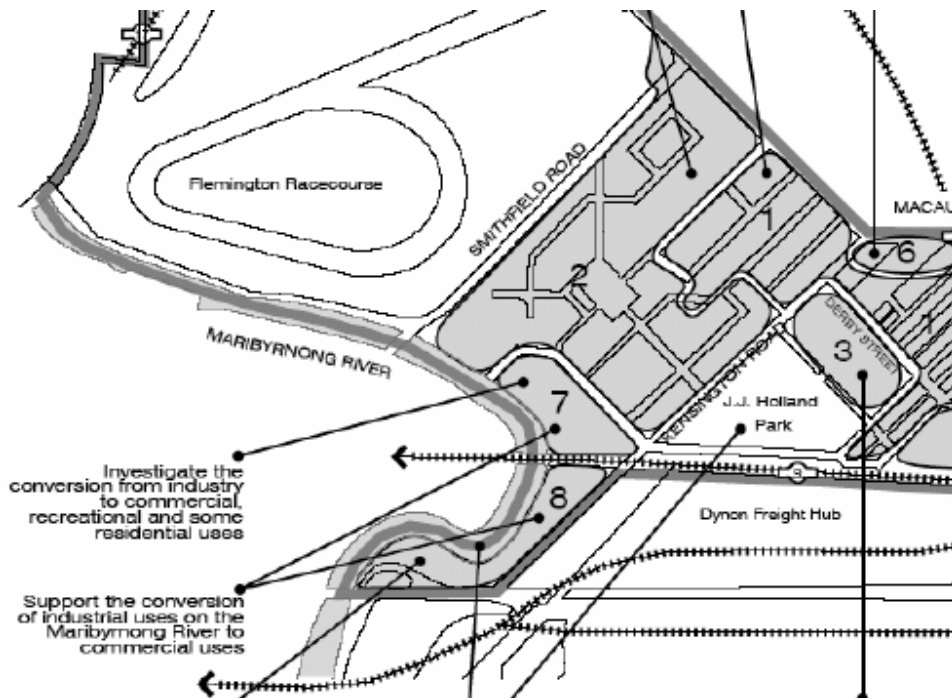 Flemington Racecourse
SMITHFIELD ROAD
MACAU
1
6
2
MARIBYRNONG RIVER
1
DERBY STREET
3
KENSINGTON ROAD
J.J. Holland
Park
7
Investigate the
conversion from industry
to commercial,
recreational and some
residential uses
3
8
Dynon Freight Hub
Support the conversion
of industrial uses on the
Maribyrnong River to
commercial uses